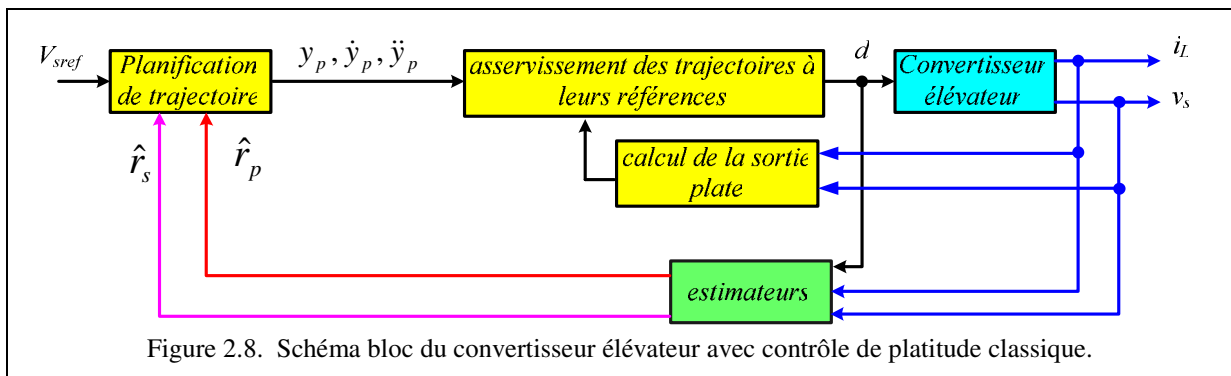 V_sref
Planification
de trajectoire
y_p, ẏ_p, ÿ_p
asservissement des trajectoires à
leurs références
d
Convertisseur
élévateur
i_L
v_s
calcul de la sortie
plate
r̂_s
r̂_p
estimateurs
Figure 2.8. Schéma bloc du convertisseur élévateur avec contrôle de platitude classique.